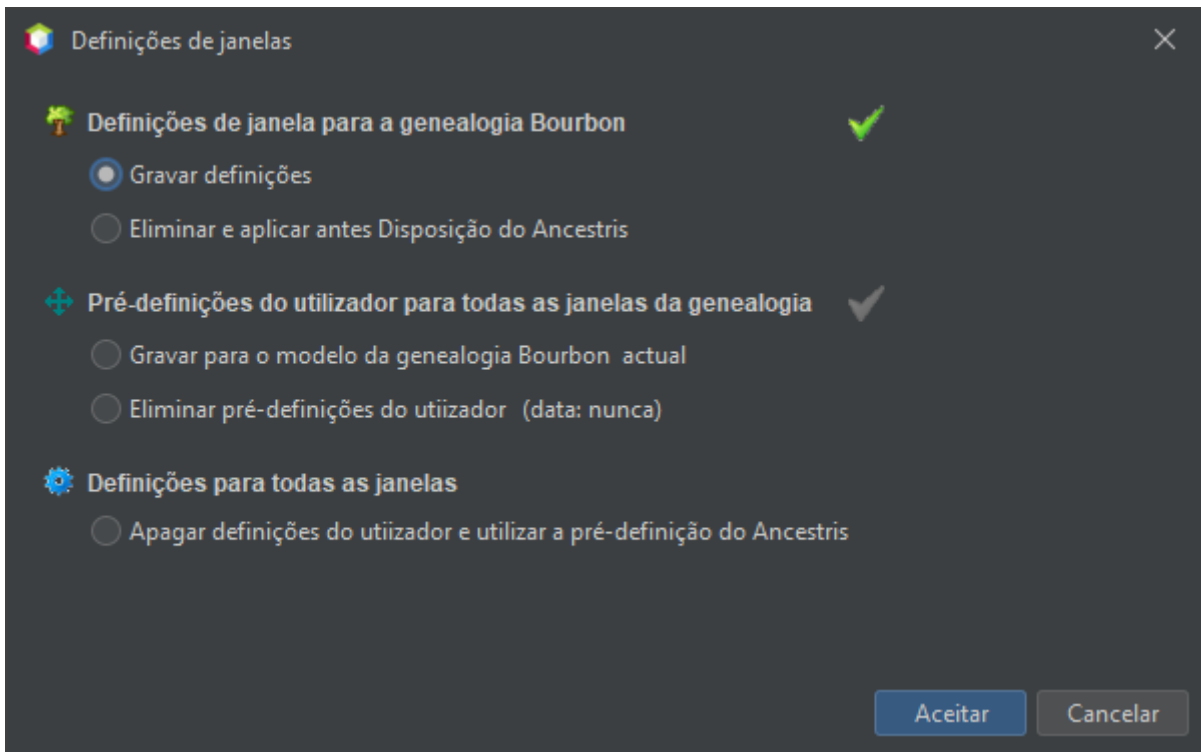 Definições de janelas
Definições de janela para a genealogia Bourbon
Gravar definições
Eliminar e aplicar antes Disposição do Ancestris
Pré-definições do utilizador para todas as janelas da genealogia
Gravar para o modelo da genealogia Bourbon  actual
Eliminar pré-definições do utiizador  (data: nunca)
Definições para todas as janelas
Apagar definições do utiizador e utilizar a pré-definição do Ancestris
Aceitar Cancelar